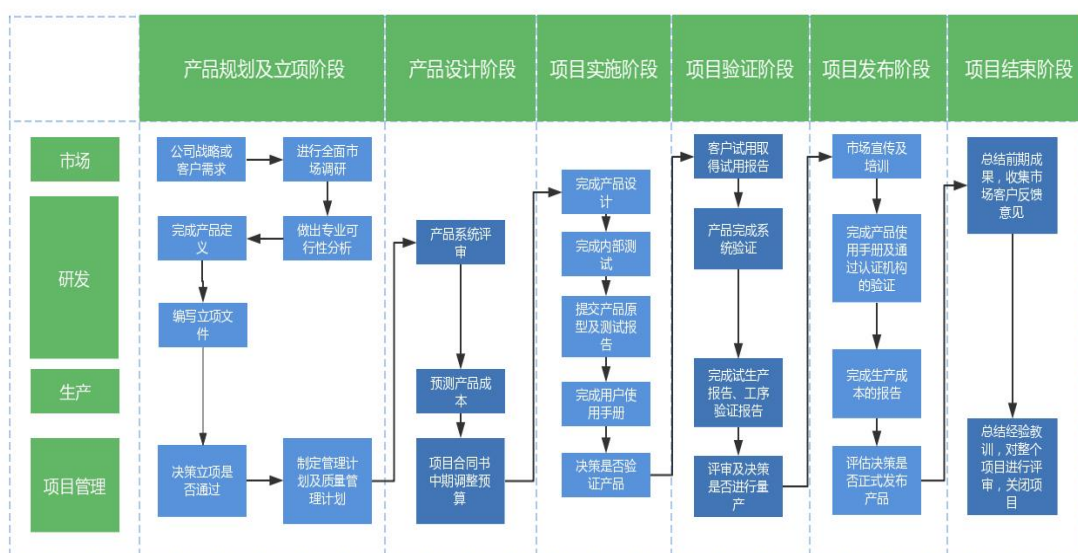 产品规划及立项阶段
产品设计阶段
项目实施阶段
项目验证阶段
项目发布阶段
项目结束阶段
市场
研发
生产
项目管理
公司战略或
客户需求
进行全面市
场调研
做出专业可
行性分析
完成产品定
义
编写立项文
件
决策立项是
否通过
制定管理计
划及质量管
理计划
产品系统评
审
预测产品成
本
项目合同书
中期调整预
算
完成产品设
计
完成内部测
试
提交产品原
型及测试报
告
完成用户使
用手册
决策是否验
证产品
客户试用取
得试用报告
产品完成系
统验证
完成试生产
报告、工序
验证报告
评审及决策
是否进行量
产
市场宣传及
培训
完成产品使
用手册及通
过认证机构
的验证
完成生产成
本的报告
评估决策是
否正式发布
产品
总结前期成
果，收集市
场客户反馈
意见
总结经验教
训，对整个
项目进行评
审，关闭项
目